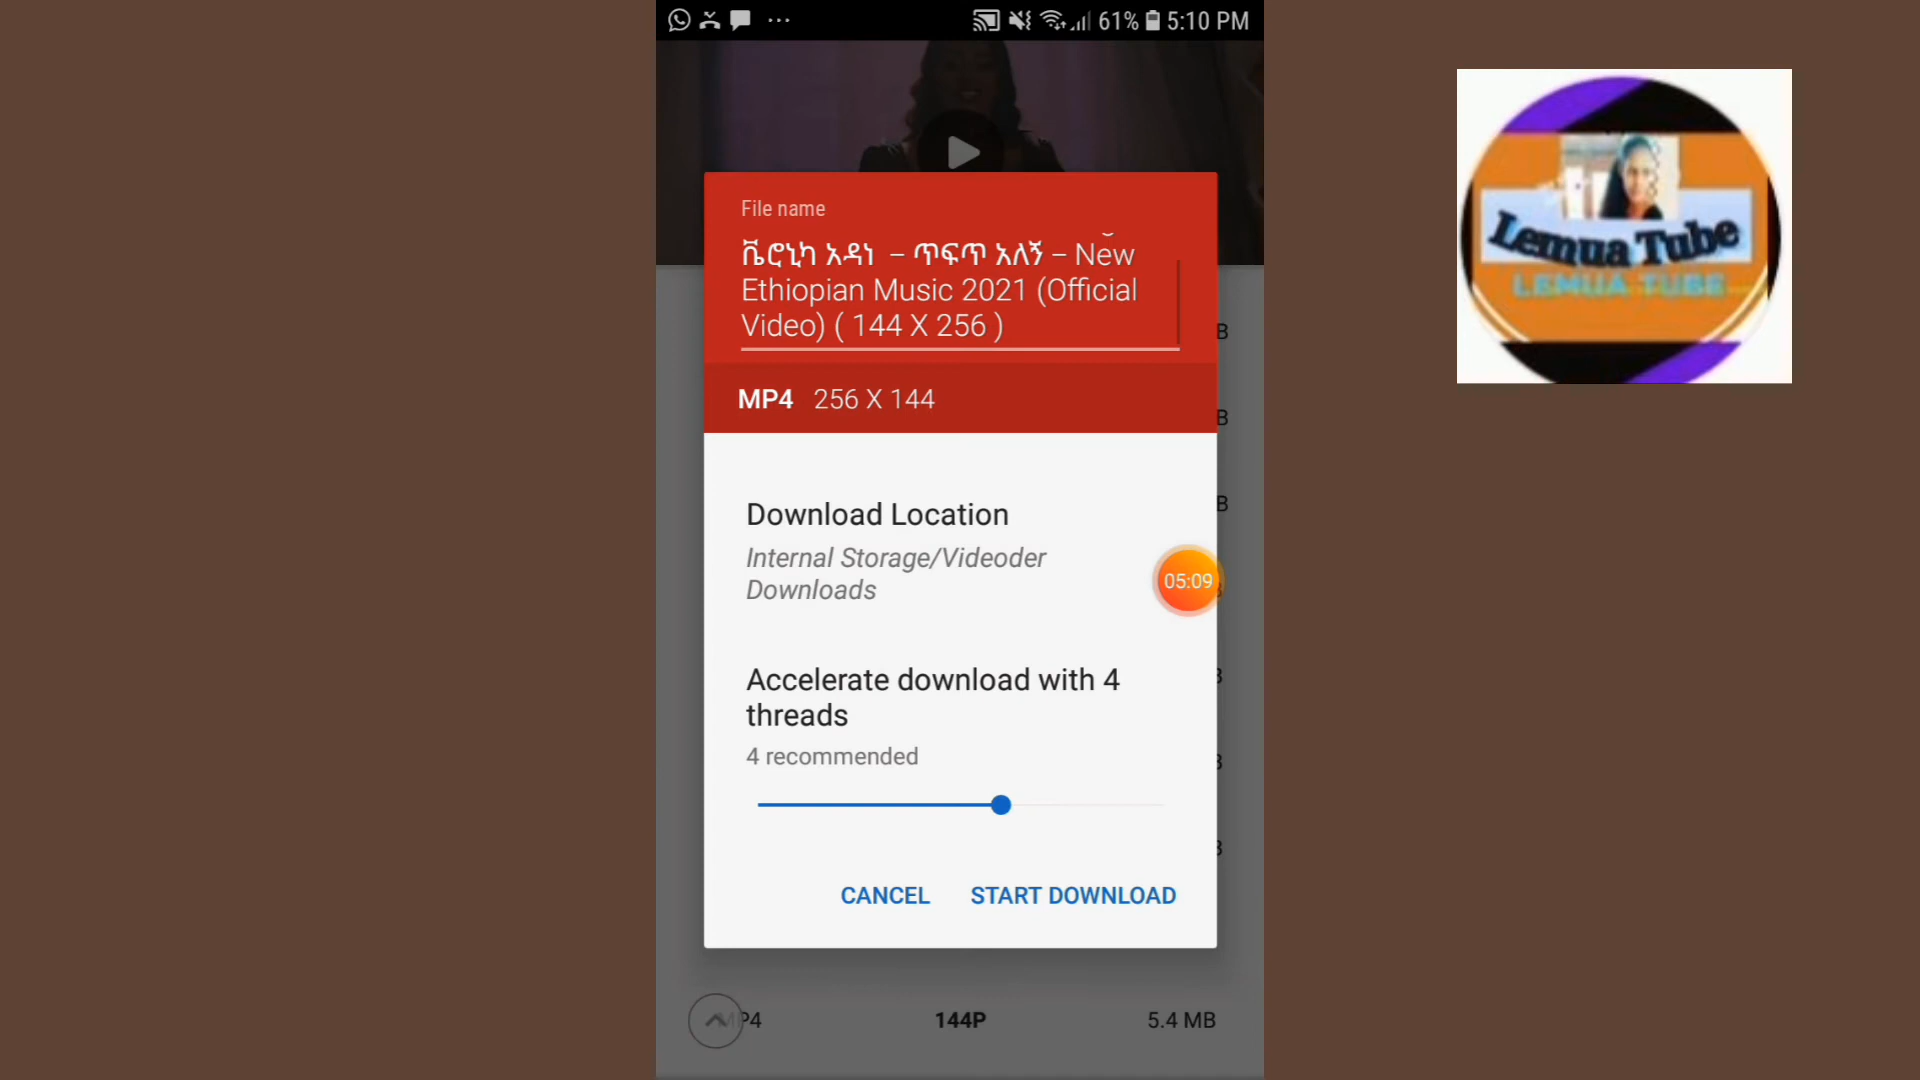 61% 5:10 PM
File name
ቬሮኒካ አዳነ – ጥፍጥ አለኝ – New
Ethiopian Music 2021 (Official
Video) ( 144 X 256 )
MP4 256 X 144
Download Location
Internal Storage/Videoder
Downloads
05:09
Accelerate download with 4
threads
4 recommended
CANCEL START DOWNLOAD
MP4 144P 5.4 MB
Lemua Tube
LEMUA TUBE